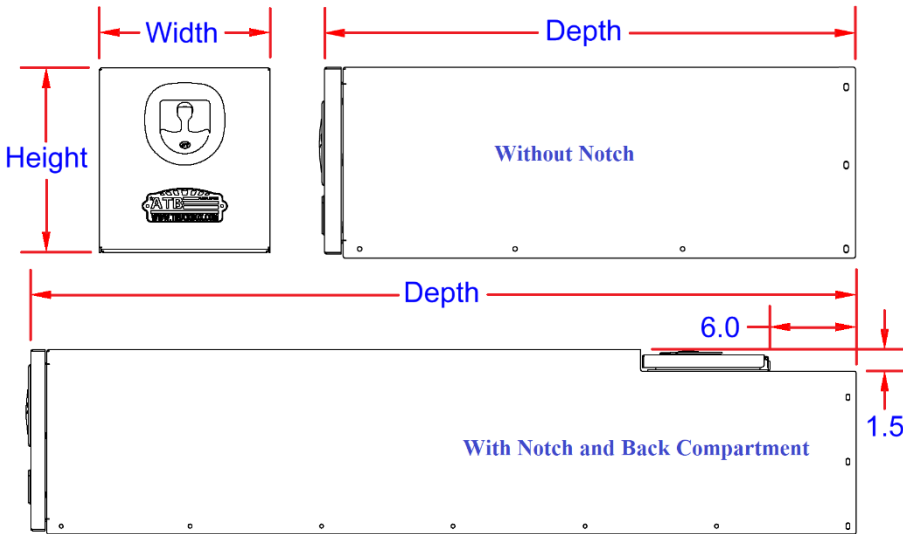 Width
Depth
Height
Without Notch
ATB
Depth
6.0
1.5
With Notch and Back Compartment